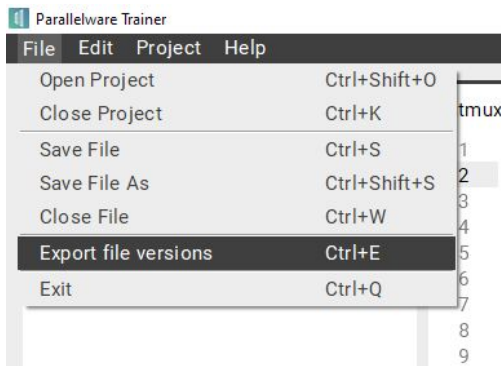 Parallelware Trainer
File Edit Project Help
Open Project Ctrl+Shift+O
Close Project Ctrl+K
Save File Ctrl+S
Save File As Ctrl+Shift+S
Close File Ctrl+W
Export file versions Ctrl+E
Exit Ctrl+Q
tmux
1
2
3
4
5
6
7
8
9